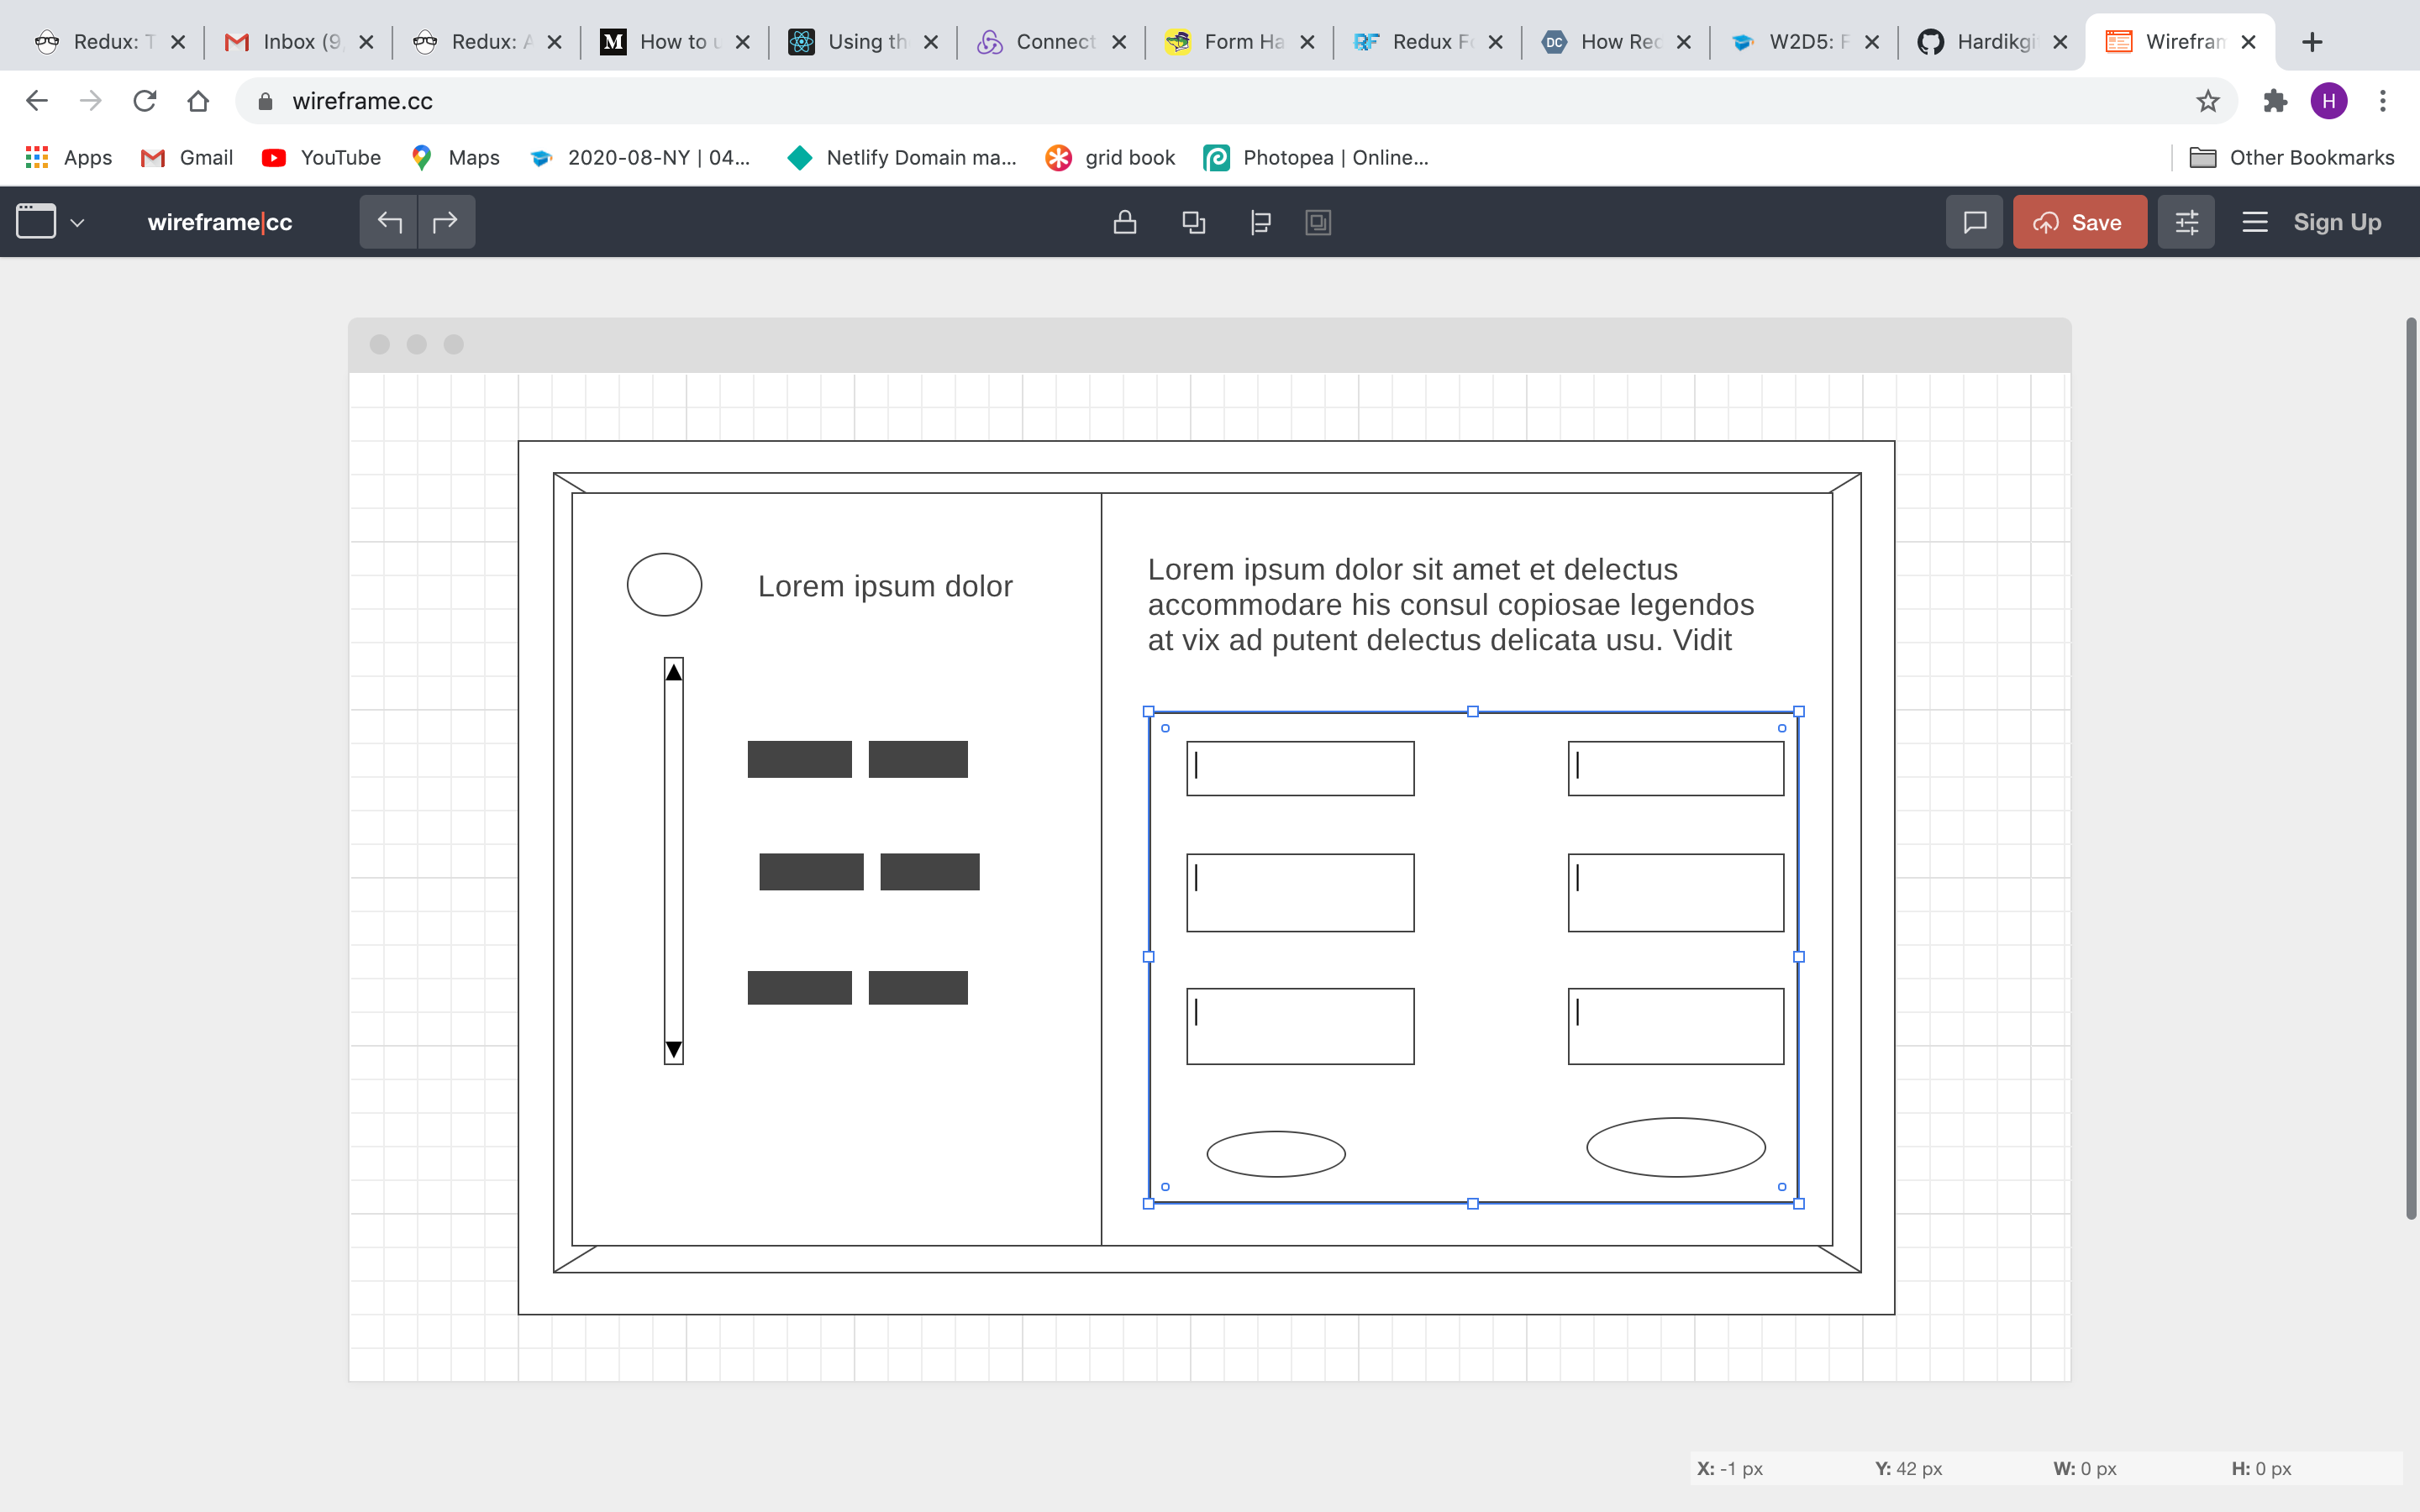 Redux: T
Inbox (9,
Redux: A
How to u
Using th
Connect
Form Ha
Redux Fo
How Rec
W2D5: F
Hardikgi
Wirefran
wireframe.cc
H
Apps
Gmail
YouTube
Maps
2020-08-NY | 04...
Netlify Domain ma...
grid book
Photopea | Online...
Other Bookmarks
wireframe|cc
Save
Sign Up
Lorem ipsum dolor
Lorem ipsum dolor sit amet et delectus
accommodare his consul copiosae legendos
at vix ad putent delectus delicata usu. Vidit
X: -1 px Y: 42 px W: 0 px H: 0 px